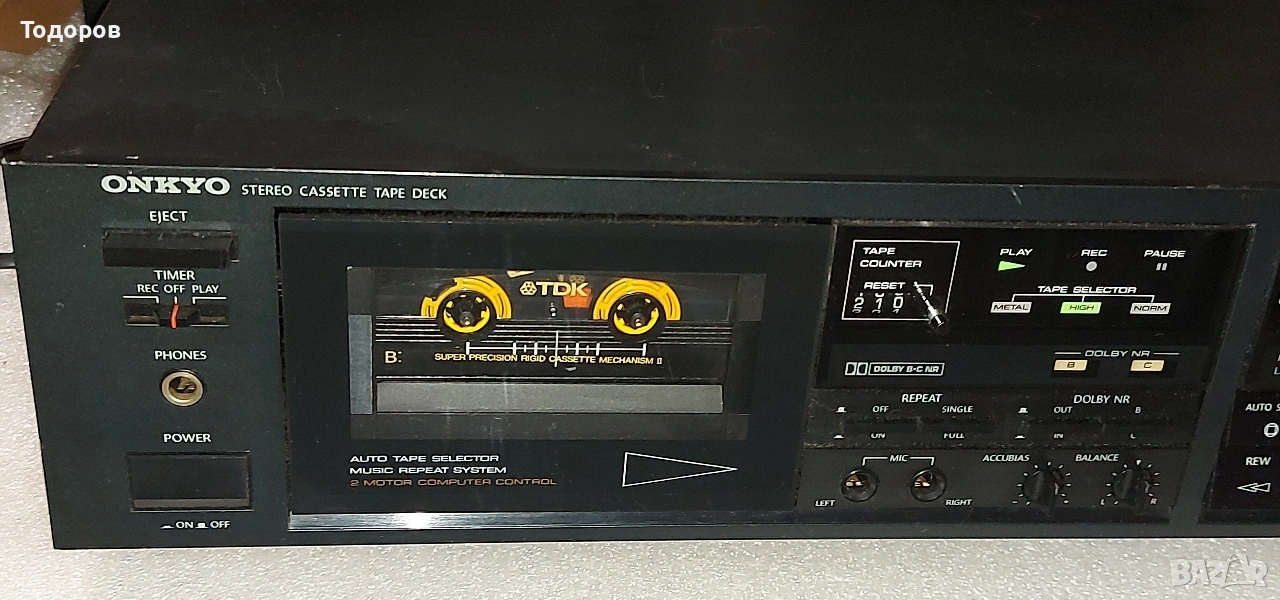 Тодоров
ONKYO STEREO CASSETTE TAPE DECK
EJECT
TIMER
REC OFF PLAY
PHONES
POWER
ON OFF
TDK
B:
SUPER PRECISION RIGID CASSETTE MECHANISM II
AUTO TAPE SELECTOR
MUSIC REPEAT SYSTEM
2 MOTOR COMPUTER CONTROL
TAPE
COUNTER
RESET
210
PLAY REC PAUSE
TAPE SELECTOR
METAL HIGH NORM
DOLBY B-C NR
DOLBY NR
B C
REPEAT
OFF SINGLE
ON FULL
DOLBY NR
OUT B
IN C
MIC
LEFT RIGHT
ACCUBIAS BALANCE
L R
AUTO S
REW
BAZAR